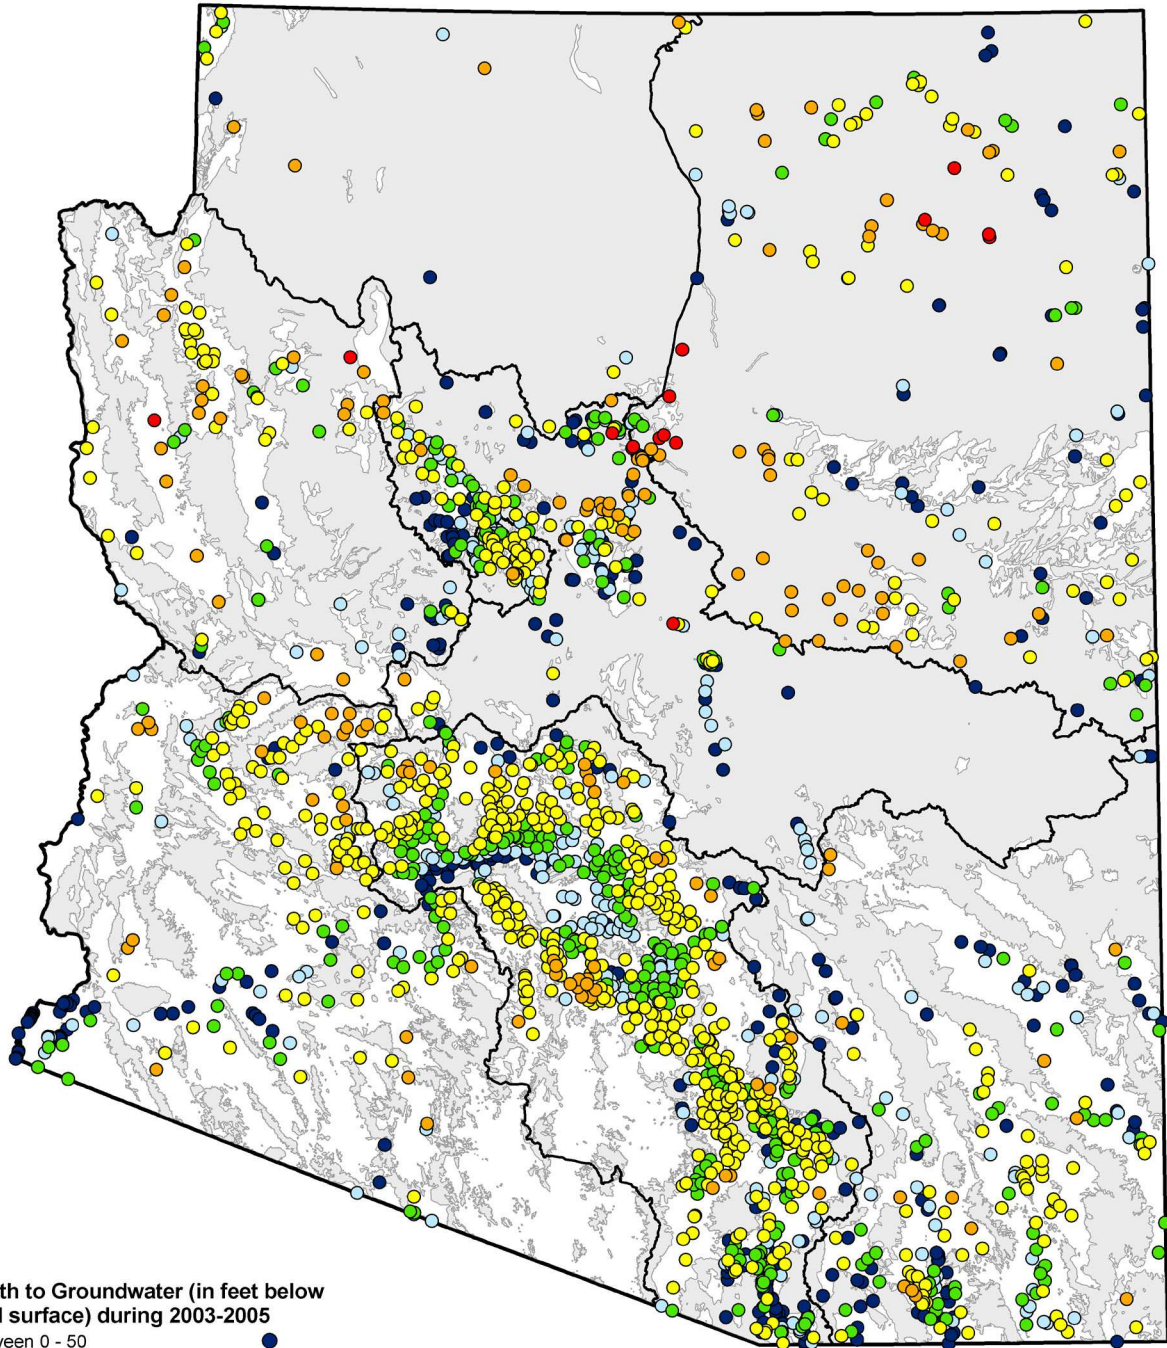 th to Groundwater (in feet below
surface) during 2003-2005
ween 0 - 50